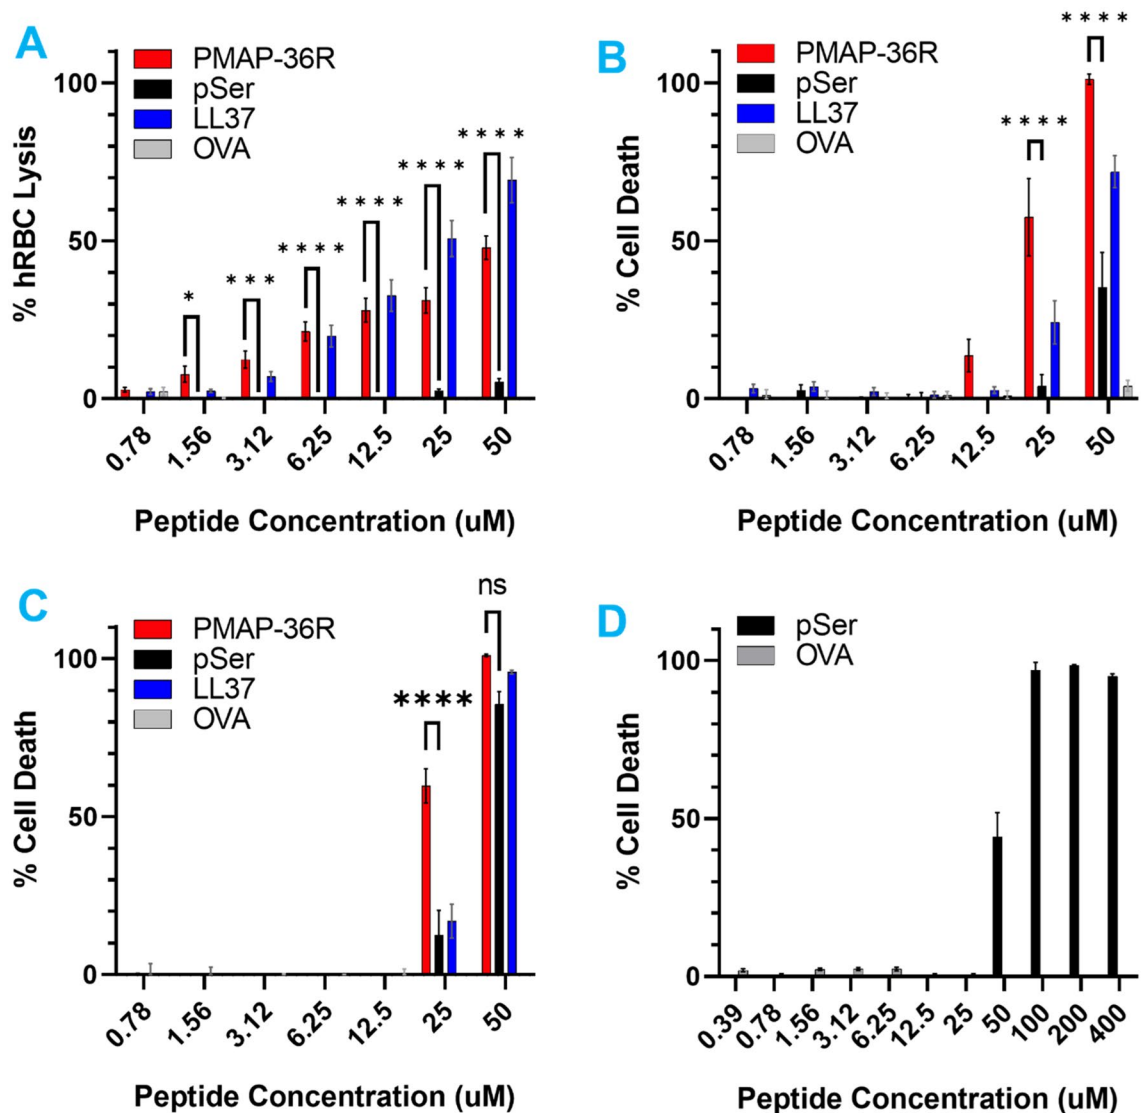 A
PMAP-36R
pSer
LL37
OVA
% hRBC Lysis
100
50
0
*
* * *
* * * *
* * * *
* * * *
* * * *
0.78 1.56 3.12 6.25 12.5 25 50
Peptide Concentration (uM)
B
PMAP-36R
pSer
LL37
OVA
% Cell Death
100
50
0
* * * *
* * * *
0.78 1.56 3.12 6.25 12.5 25 50
Peptide Concentration (uM)
C
PMAP-36R
pSer
LL37
OVA
% Cell Death
100
50
0
****
ns
0.78 1.56 3.12 6.25 12.5 25 50
Peptide Concentration (uM)
D
pSer
OVA
% Cell Death
100
50
0
0.39 0.78 1.56 3.12 6.25 12.5 25 50 100 200 400
Peptide Concentration (uM)